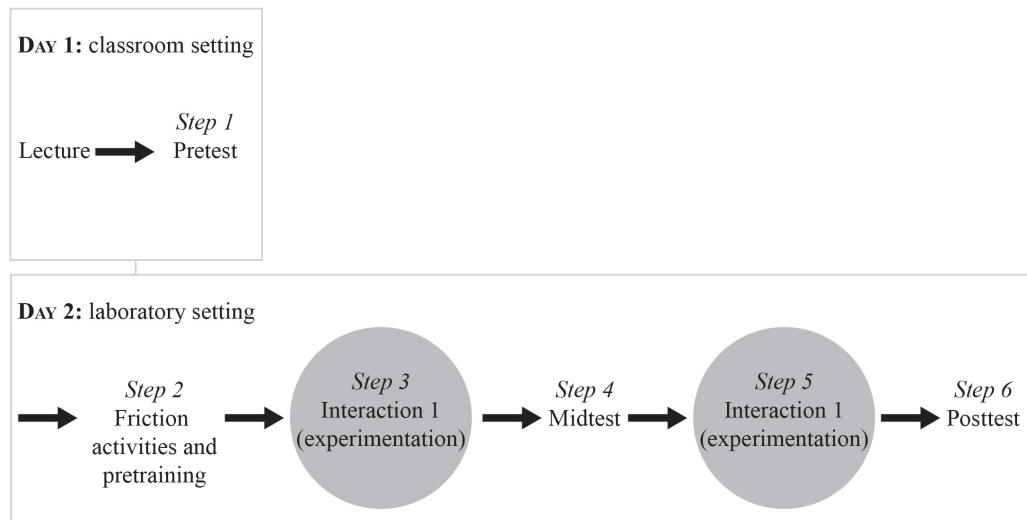 DAY 1: classroom setting
Step 1
Lecture
Pretest
DAY 2: laboratory setting
Step 2
Friction
activities and
pretraining
Step 3
Interaction 1
(experimentation)
Step 4
Midtest
Step 5
Interaction 1
(experimentation)
Step 6
Posttest